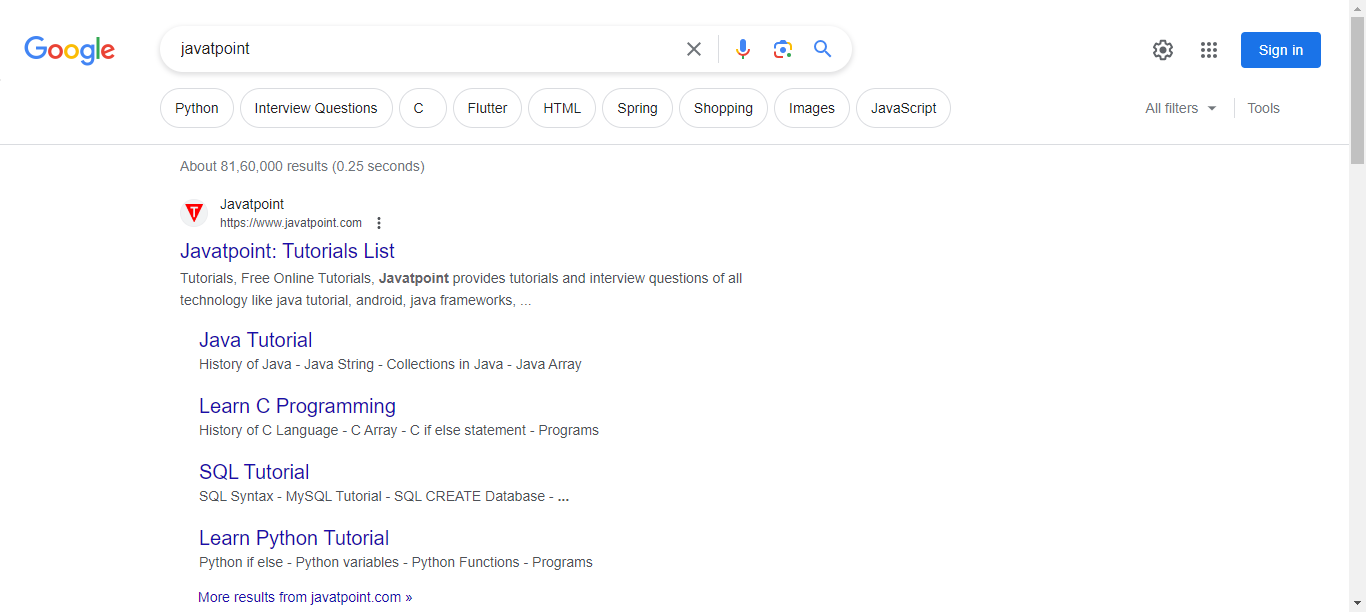 Google
javatpoint
Sign in
Python Interview Questions C Flutter HTML Spring Shopping Images JavaScript All filters Tools
About 81,60,000 results (0.25 seconds)
T
Javatpoint
https://www.javatpoint.com
Javatpoint: Tutorials List
Tutorials, Free Online Tutorials, Javatpoint provides tutorials and interview questions of all
technology like java tutorial, android, java frameworks, ...
Java Tutorial
History of Java - Java String - Collections in Java - Java Array
Learn C Programming
History of C Language - C Array - C if else statement - Programs
SQL Tutorial
SQL Syntax - MySQL Tutorial - SQL CREATE Database - ...
Learn Python Tutorial
Python if else - Python variables - Python Functions - Programs
More results from javatpoint.com »